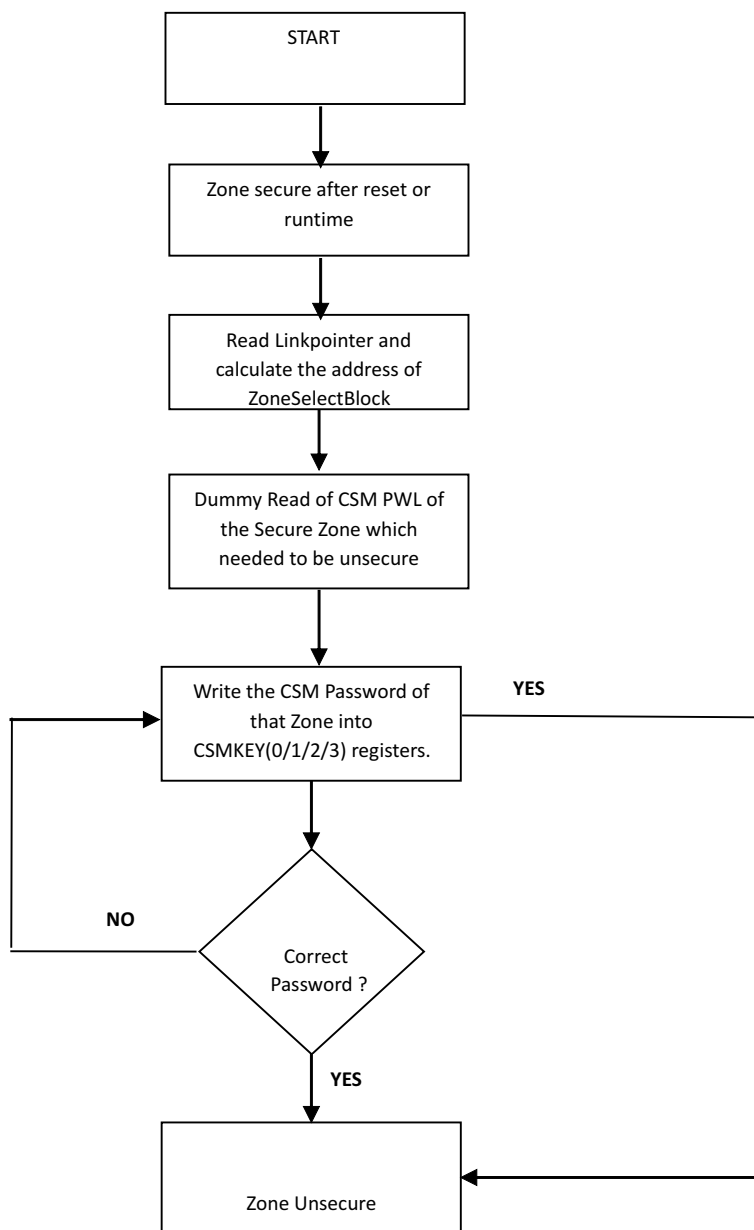 START
Zone secure after reset or
runtime
Read Linkpointer and
calculate the address of
ZoneSelectBlock
Dummy Read of CSM PWL of
the Secure Zone which
needed to be unsecure
Write the CSM Password of
that Zone into
CSMKEY(0/1/2/3) registers.
YES
NO
Correct
Password ?
YES
Zone Unsecure